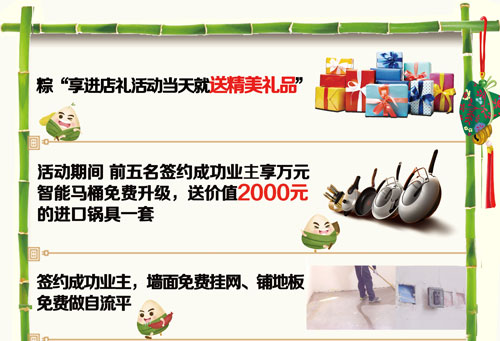 粽“享进店礼活动当天就送精美礼品”
活动期间 前五名签约成功业主享万元
智能马桶免费升级，送价值2000元
的进口锅具一套
签约成功业主，墙面免费挂网、铺地板
免费做自流平